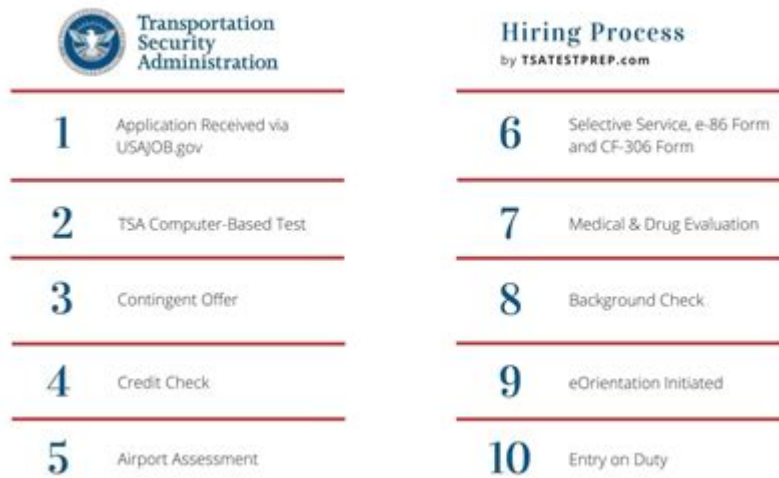 Transportation
Security
Administration
Hiring Process
by TSATESTPREP.com
1
Application Received via
USAJOB.gov
2
TSA Computer-Based Test
3
Contingent Offer
4
Credit Check
5
Airport Assessment
6
Selective Service, e-86 Form
and CF-306 Form
7
Medical & Drug Evaluation
8
Background Check
9
eOrientation Initiated
10
Entry on Duty